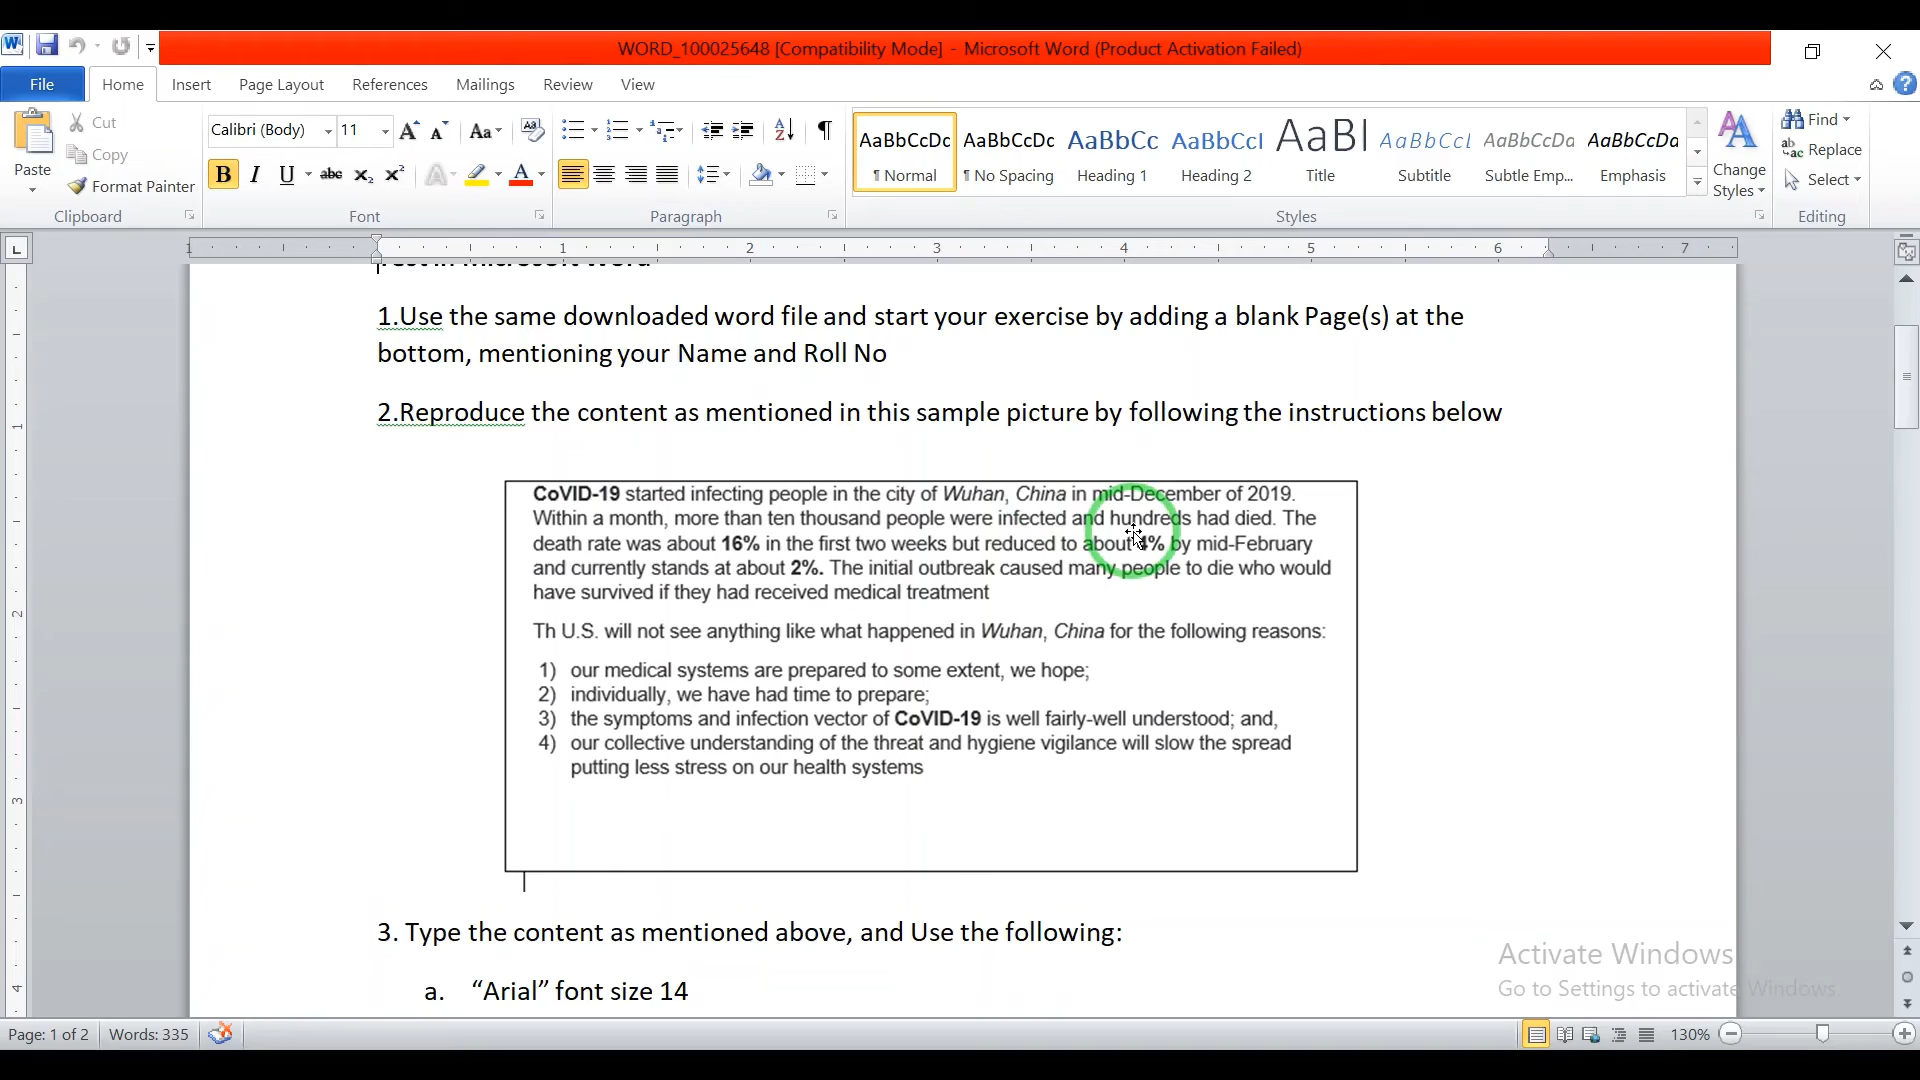 WORD_100025648 [Compatibility Mode] - Microsoft Word (Product Activation Failed)
File Home Insert Page Layout References Mailings Review View
Paste
Cut
Copy
Format Painter
Calibri (Body) 11
AaBbCcDc AaBbCcDc AaBbCc AaBbCcI AaBI AaBbCcI AaBbCcDa AaBbCcDa
¶ Normal ¶ No Spacing Heading 1 Heading 2 Title Subtitle Subtle Emp... Emphasis
Change Styles
Find
Replace
Select
Clipboard Font Paragraph Styles Editing
1 1 2 3 4 5 6 7
Test in Microsoft Word
1.Use the same downloaded word file and start your exercise by adding a blank Page(s) at the
bottom, mentioning your Name and Roll No
2.Reproduce the content as mentioned in this sample picture by following the instructions below
CoVID-19 started infecting people in the city of Wuhan, China in mid-December of 2019.
Within a month, more than ten thousand people were infected and hundreds had died. The
death rate was about 16% in the first two weeks but reduced to about 4% by mid-February
and currently stands at about 2%. The initial outbreak caused many people to die who would
have survived if they had received medical treatment
Th U.S. will not see anything like what happened in Wuhan, China for the following reasons:
1) our medical systems are prepared to some extent, we hope;
2) individually, we have had time to prepare;
3) the symptoms and infection vector of CoVID-19 is well fairly-well understood; and,
4) our collective understanding of the threat and hygiene vigilance will slow the spread
putting less stress on our health systems
3. Type the content as mentioned above, and Use the following:
a. “Arial” font size 14
Activate Windows
Go to Settings to activate Windows.
Page: 1 of 2 Words: 335 130%